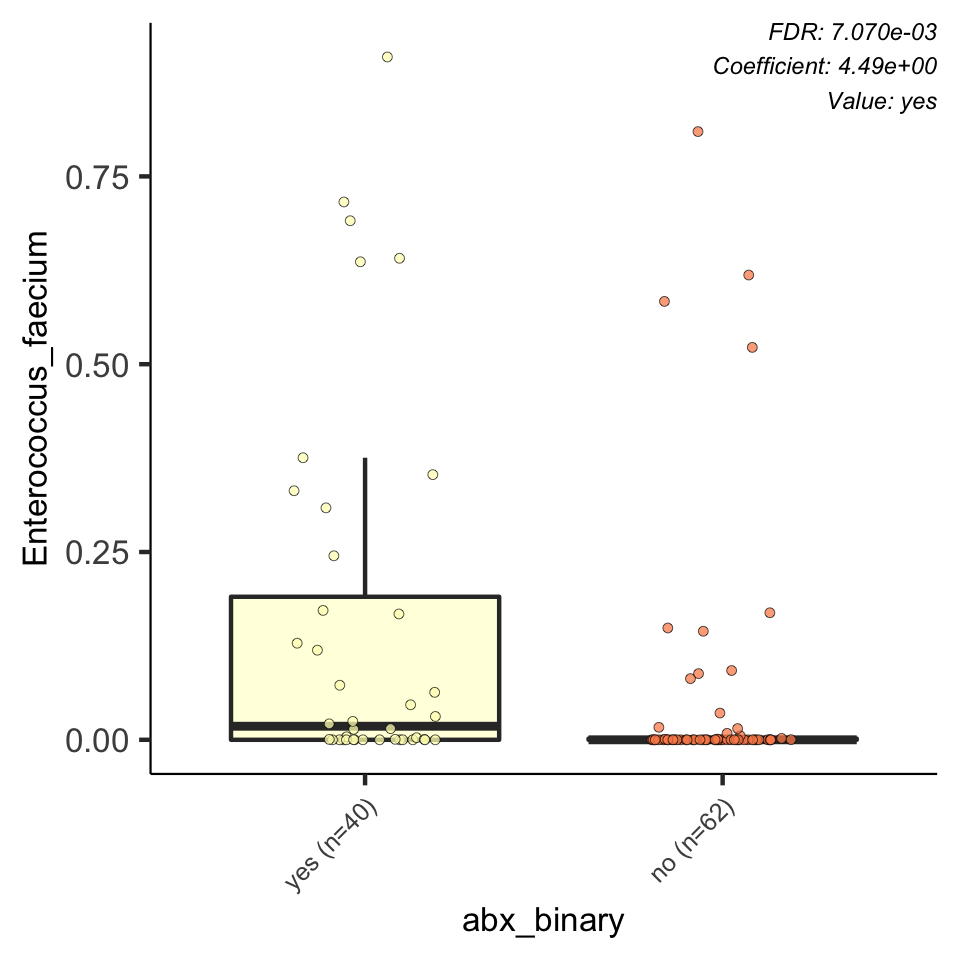 FDR: 7.070e-03
Coefficient: 4.49e+00
Value: yes
Enterococcus_faecium
0.75
0.50
0.25
0.00
yes (n=40)
no (n=62)
abx_binary